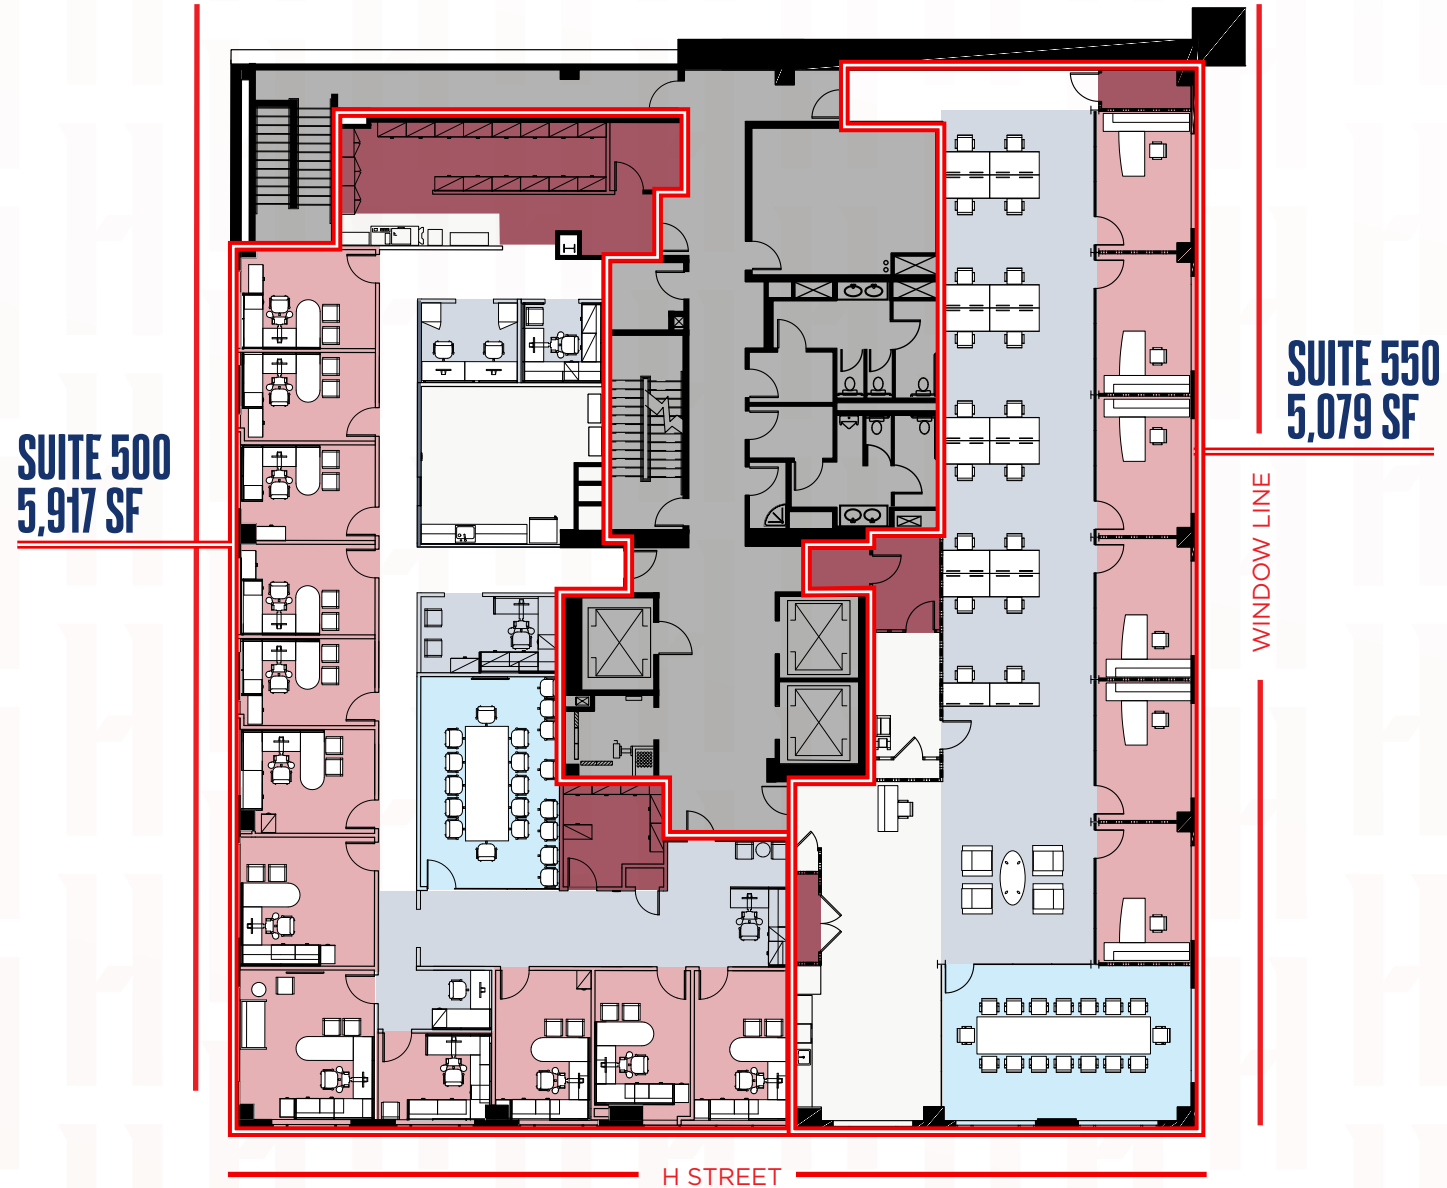 SUITE 500
5,917 SF
SUITE 550
5,079 SF
WINDOW LINE
H STREET